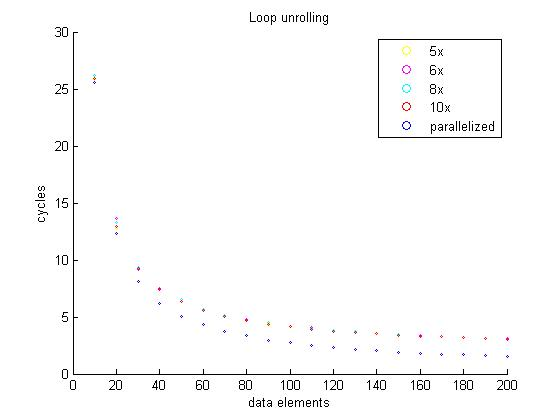 Loop unrolling
30
25
20
15
10
5
0
cycles
5x
6x
8x
10x
parallelized
0 20 40 60 80 100 120 140 160 180 200
data elements